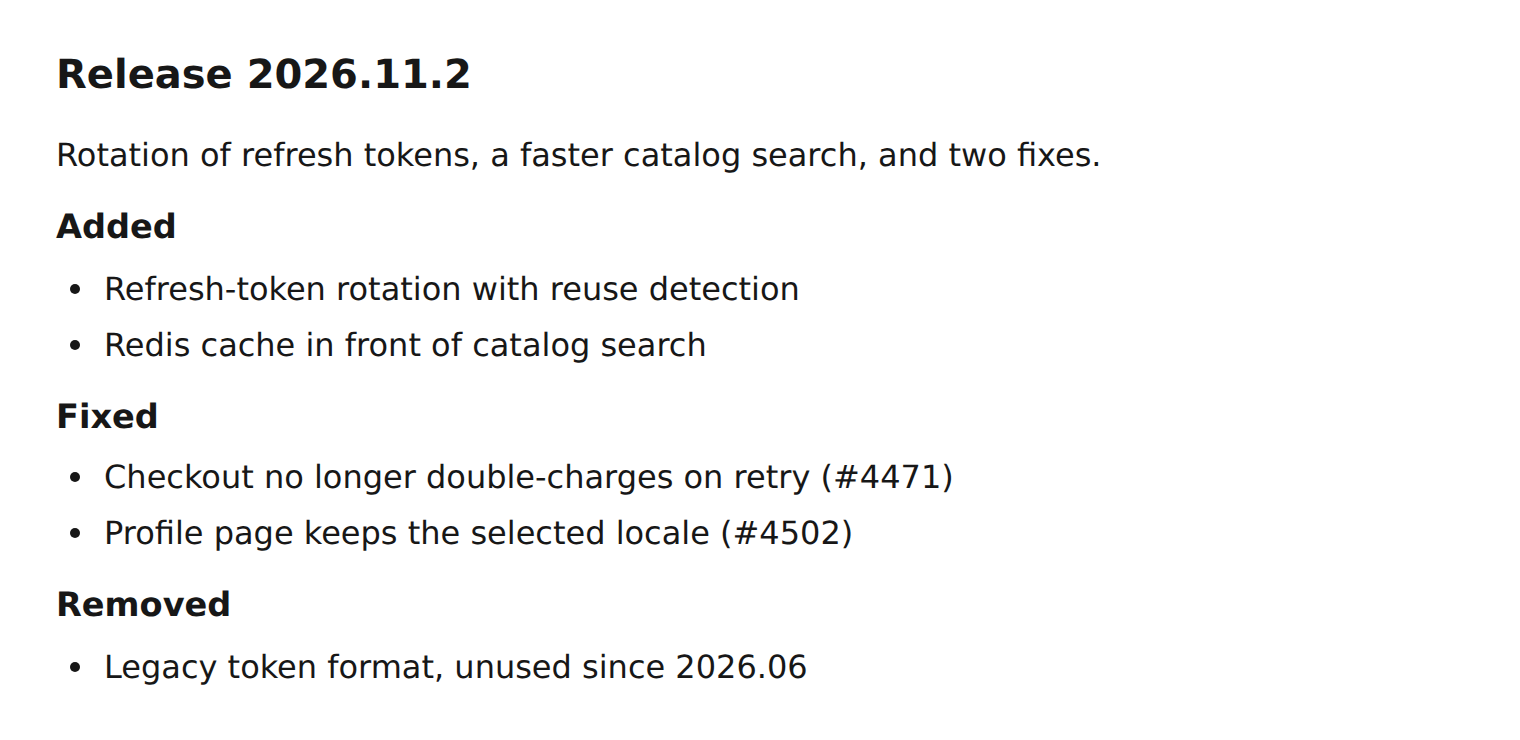 Release 2026.11.2
Rotation of refresh tokens, a faster catalog search, and two fixes.
Added
• Refresh-token rotation with reuse detection
• Redis cache in front of catalog search
Fixed
• Checkout no longer double-charges on retry (#4471)
• Profile page keeps the selected locale (#4502)
Removed
• Legacy token format, unused since 2026.06